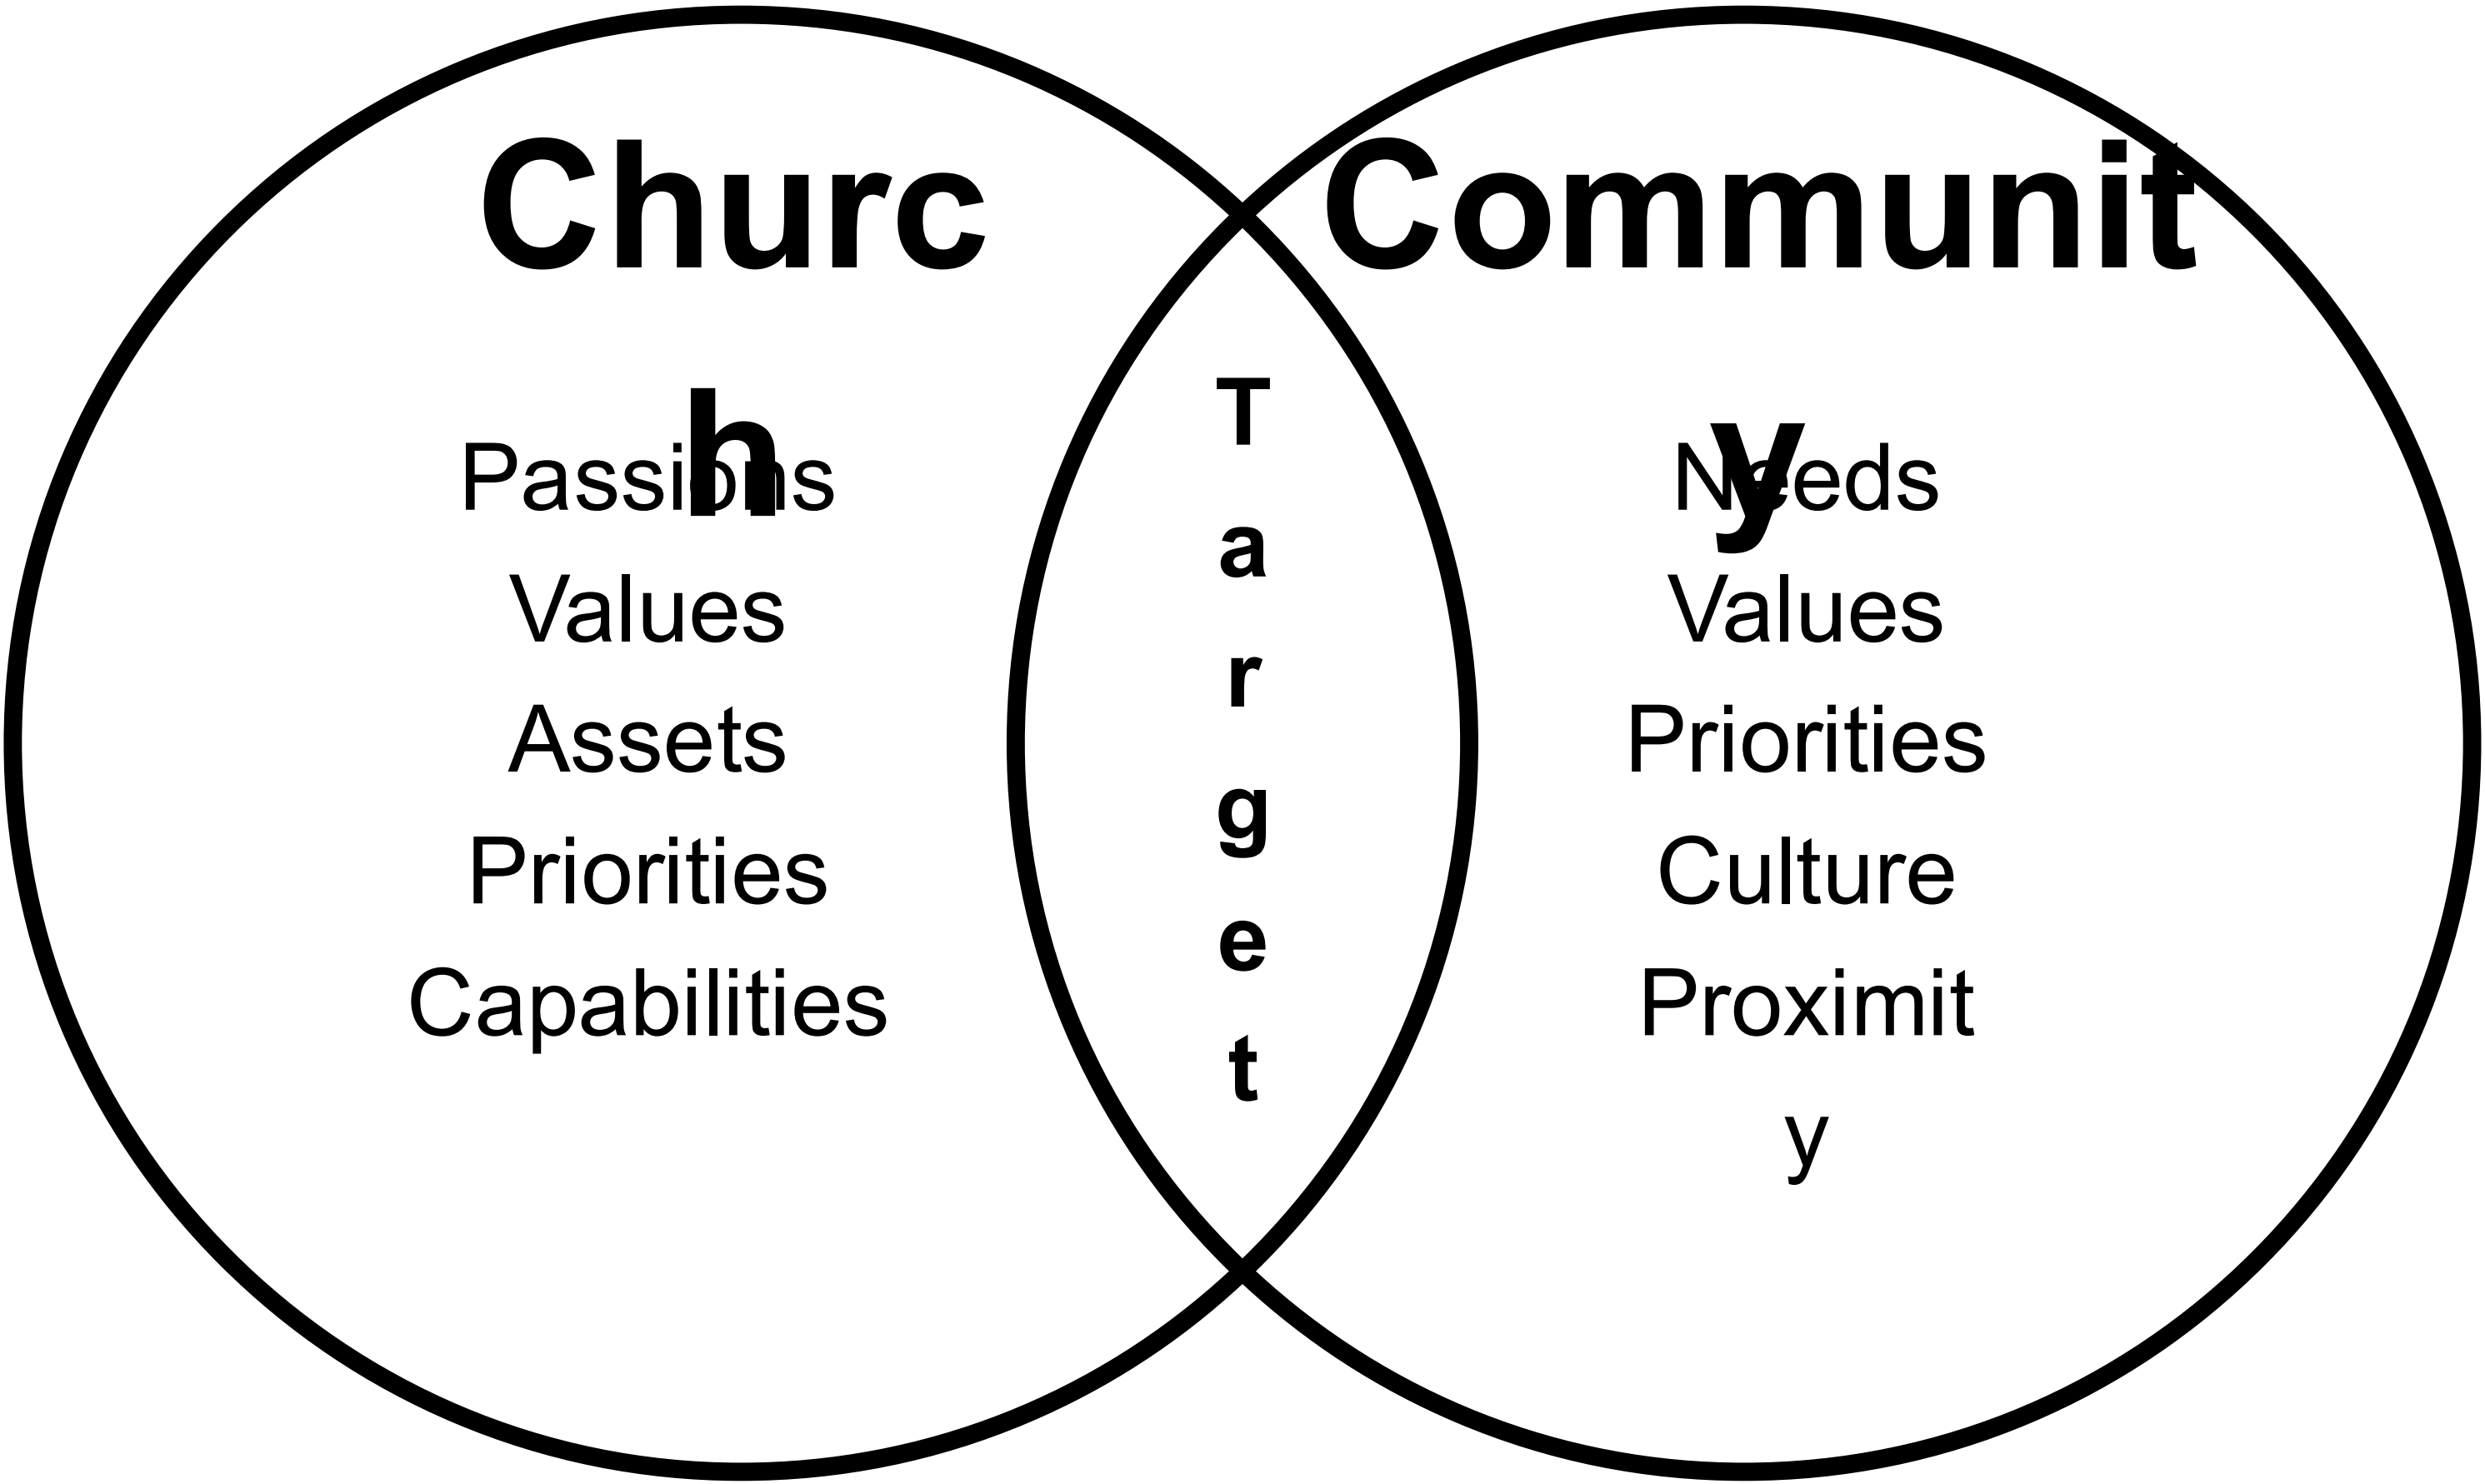 Churc
h
Passions
Values
Assets
Priorities
Capabilities
T
a
r
g
e
t
Communit
y
Needs
Values
Priorities
Culture
Proximit
y